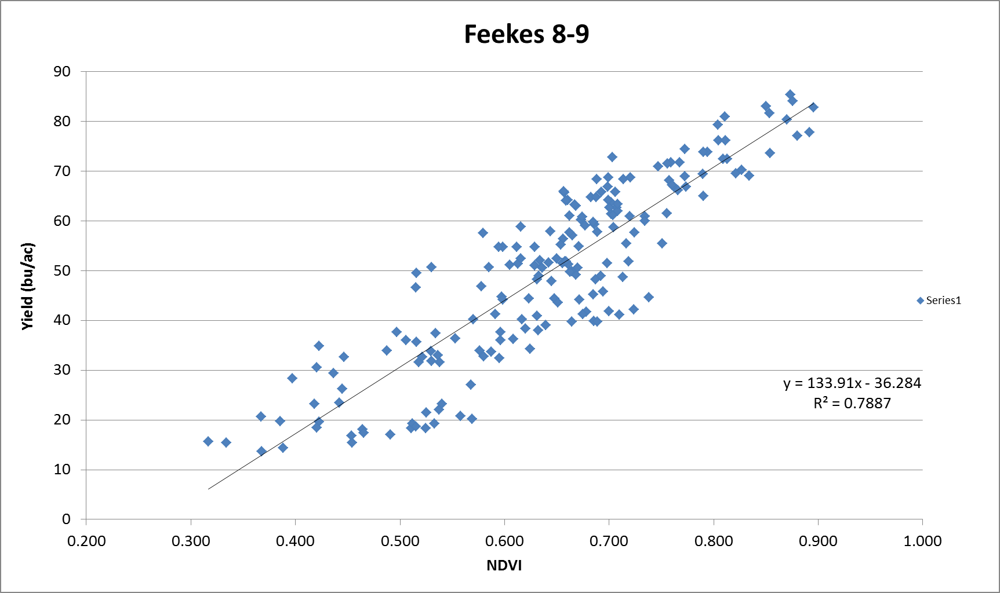 Feekes 8-9
90
80
70
60
50
40
30
20
10
0
Yield (bu/ac)
0.200 0.300 0.400 0.500 0.600 0.700 0.800 0.900 1.000
NDVI
y = 133.91x - 36.284
R² = 0.7887
Series1